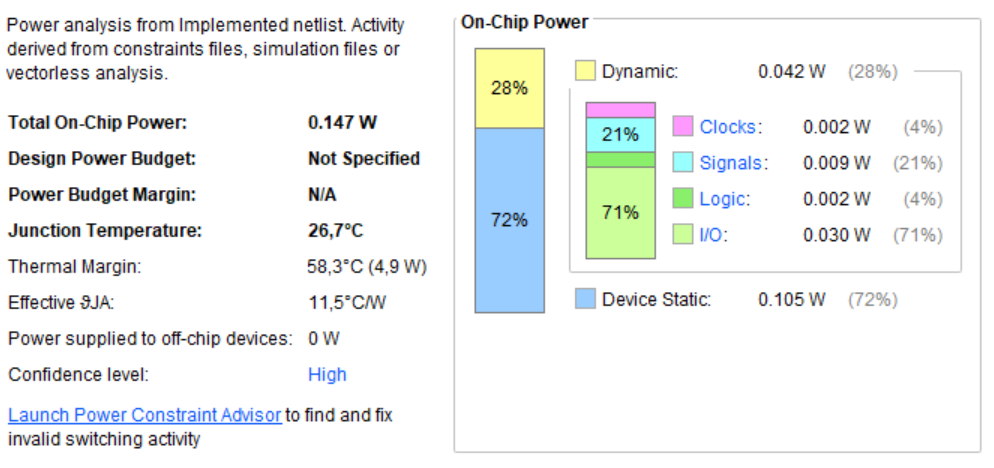 Power analysis from Implemented netlist. Activity
derived from constraints files, simulation files or
vectorless analysis.
Total On-Chip Power: 0.147 W
Design Power Budget: Not Specified
Power Budget Margin: N/A
Junction Temperature: 26,7°C
Thermal Margin: 58,3°C (4,9 W)
Effective ϑJA: 11,5°C/W
Power supplied to off-chip devices: 0 W
Confidence level: High
Launch Power Constraint Advisor to find and fix
invalid switching activity
On-Chip Power
28%
72%
Dynamic: 0.042 W (28%)
21%
71%
Clocks: 0.002 W (4%)
Signals: 0.009 W (21%)
Logic: 0.002 W (4%)
I/O: 0.030 W (71%)
Device Static: 0.105 W (72%)